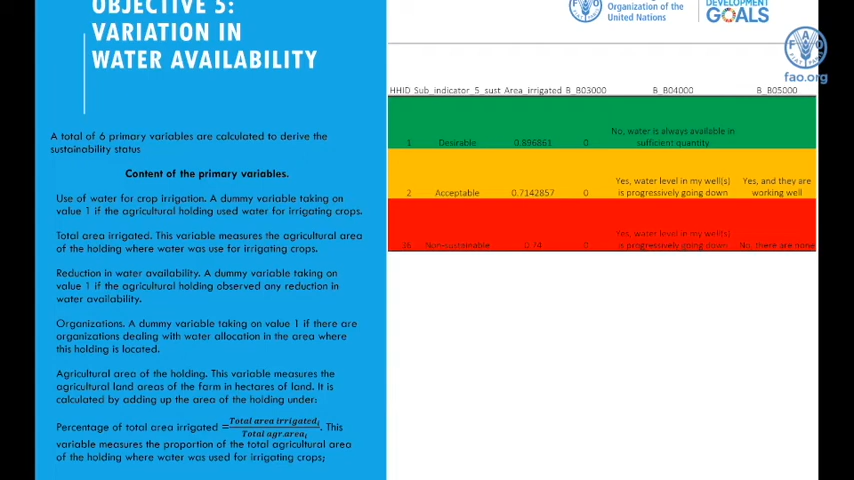 OBJECTIVE 5:
VARIATION IN
WATER AVAILABILITY
A total of 6 primary variables are calculated to derive the
sustainability status
Content of the primary variables.
Use of water for crop irrigation. A dummy variable taking on
value 1 if the agricultural holding used water for irrigating crops.
Total area irrigated. This variable measures the agricultural area
of the holding where water was use for irrigating crops.
Reduction in water availability. A dummy variable taking on
value 1 if the agricultural holding observed any reduction in
water availability.
Organizations. A dummy variable taking on value 1 if there are
organizations dealing with water allocation in the area where
this holding is located.
Agricultural area of the holding. This variable measures the
agricultural land areas of the farm in hectares of land. It is
calculated by adding up the area of the holding under:
Percentage of total area irrigated = Total area irrigatedᵢ / Total agr.areaᵢ . This
variable measures the proportion of the total agricultural area
of the holding where water was used for irrigating crops;
Organization of the
United Nations
DEVELOPMENT
GOALS
FAO
FIAT PANIS
fao.org
HHID Sub_indicator_5_sust Area_irrigated B_B03000 B_B04000 B_B05000
1 Desirable 0.896861 0 No, water is always available in
sufficient quantity
2 Acceptable 0.7142857 0 Yes, water level in my well(s)
is progressively going down Yes, and they are
working well
Non-sustainable 0.74 0 Yes, water level in my well(s)
is progressively going down No, there are none